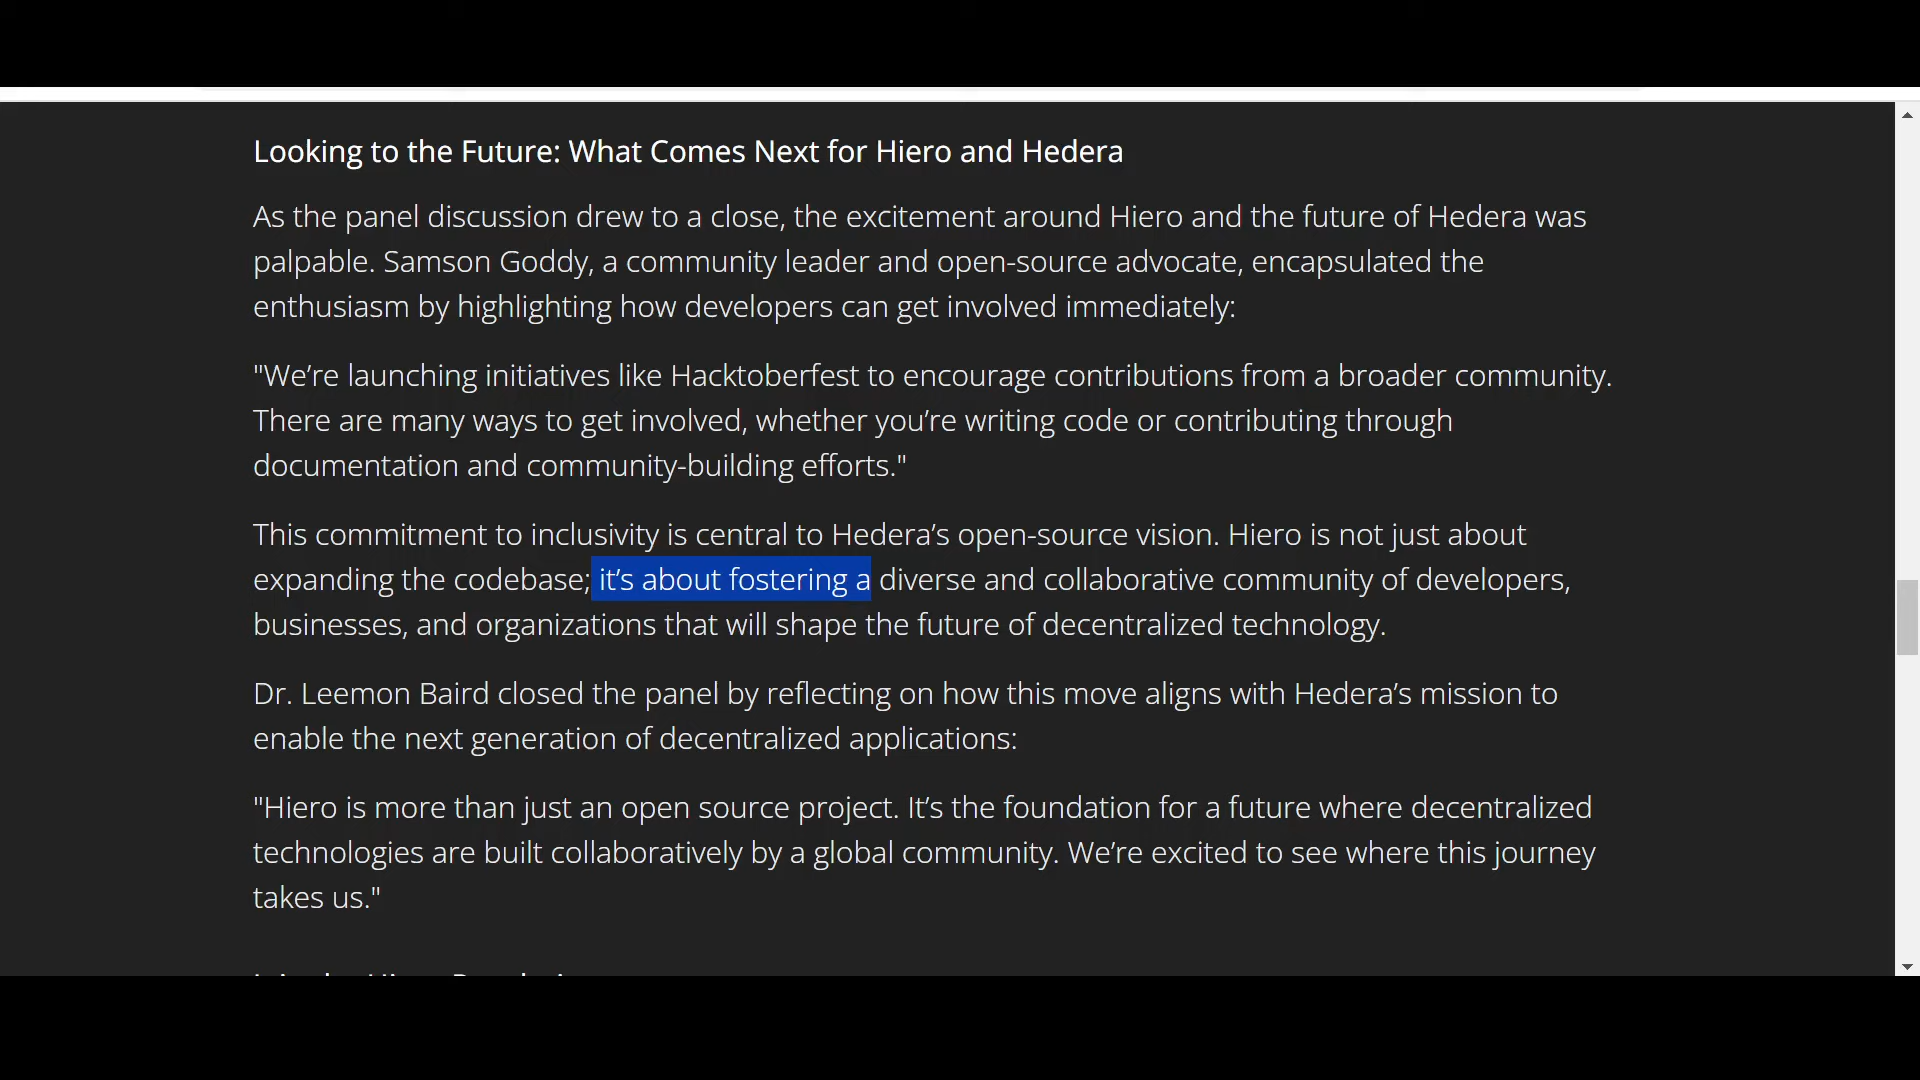 Looking to the Future: What Comes Next for Hiero and Hedera
As the panel discussion drew to a close, the excitement around Hiero and the future of Hedera was
palpable. Samson Goddy, a community leader and open-source advocate, encapsulated the
enthusiasm by highlighting how developers can get involved immediately:
"We’re launching initiatives like Hacktoberfest to encourage contributions from a broader community.
There are many ways to get involved, whether you’re writing code or contributing through
documentation and community-building efforts."
This commitment to inclusivity is central to Hedera’s open-source vision. Hiero is not just about
expanding the codebase; it’s about fostering a diverse and collaborative community of developers,
businesses, and organizations that will shape the future of decentralized technology.
Dr. Leemon Baird closed the panel by reflecting on how this move aligns with Hedera’s mission to
enable the next generation of decentralized applications:
"Hiero is more than just an open source project. It’s the foundation for a future where decentralized
technologies are built collaboratively by a global community. We’re excited to see where this journey
takes us."